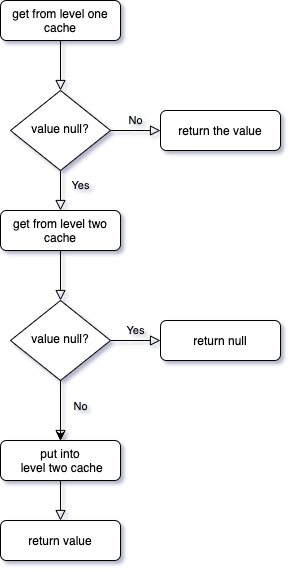 get from level one
cache
value null?
No
return the value
Yes
get from level two
cache
value null?
Yes
return null
No
put into
level two cache
return value